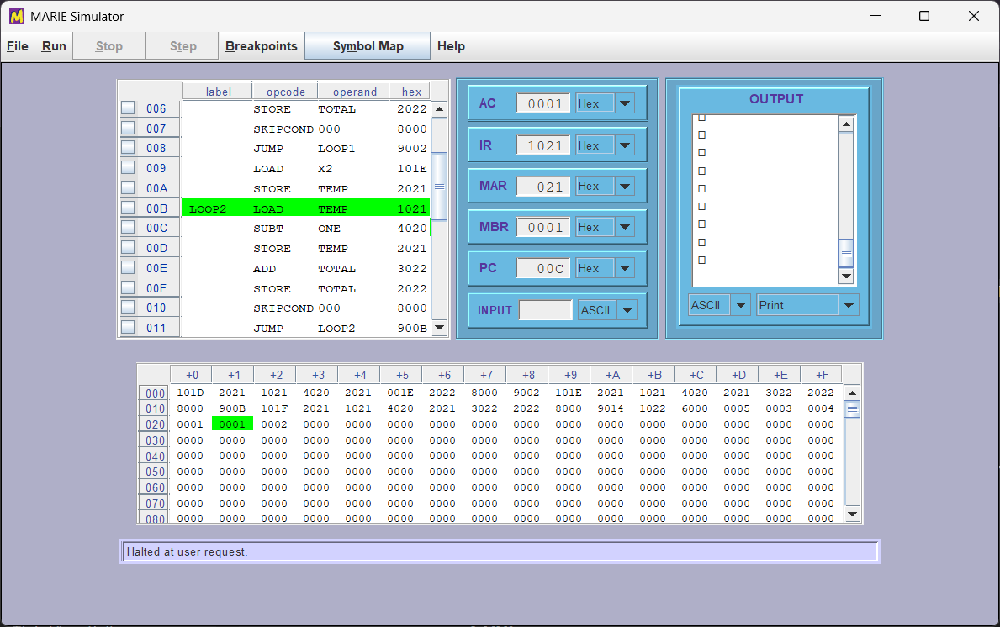 MARIE Simulator
File Run Stop Step Breakpoints Symbol Map Help
label opcode operand hex
006 STORE TOTAL 2022
007 SKIPCOND 000 8000
008 JUMP LOOP1 9002
009 LOAD X2 101E
00A STORE TEMP 2021
00B LOOP2 LOAD TEMP 1021
00C SUBT ONE 4020
00D STORE TEMP 2021
00E ADD TOTAL 3022
00F STORE TOTAL 2022
010 SKIPCOND 000 8000
011 JUMP LOOP2 900B
AC 0001 Hex
IR 1021 Hex
MAR 021 Hex
MBR 0001 Hex
PC 00C Hex
INPUT ASCII
OUTPUT
ASCII Print
+0 +1 +2 +3 +4 +5 +6 +7 +8 +9 +A +B +C +D +E +F
000 101D 2021 1021 4020 2021 001E 2022 8000 9002 101E 2021 1021 4020 2021 3022 2022
010 8000 900B 101F 2021 1021 4020 2021 3022 2022 8000 9014 1022 6000 0005 0003 0004
020 0001 0001 0002 0000 0000 0000 0000 0000 0000 0000 0000 0000 0000 0000 0000 0000
030 0000 0000 0000 0000 0000 0000 0000 0000 0000 0000 0000 0000 0000 0000 0000 0000
040 0000 0000 0000 0000 0000 0000 0000 0000 0000 0000 0000 0000 0000 0000 0000 0000
050 0000 0000 0000 0000 0000 0000 0000 0000 0000 0000 0000 0000 0000 0000 0000 0000
060 0000 0000 0000 0000 0000 0000 0000 0000 0000 0000 0000 0000 0000 0000 0000 0000
070 0000 0000 0000 0000 0000 0000 0000 0000 0000 0000 0000 0000 0000 0000 0000 0000
080 0000 0000 0000 0000 0000 0000 0000 0000 0000 0000 0000 0000 0000 0000 0000 0000
Halted at user request.